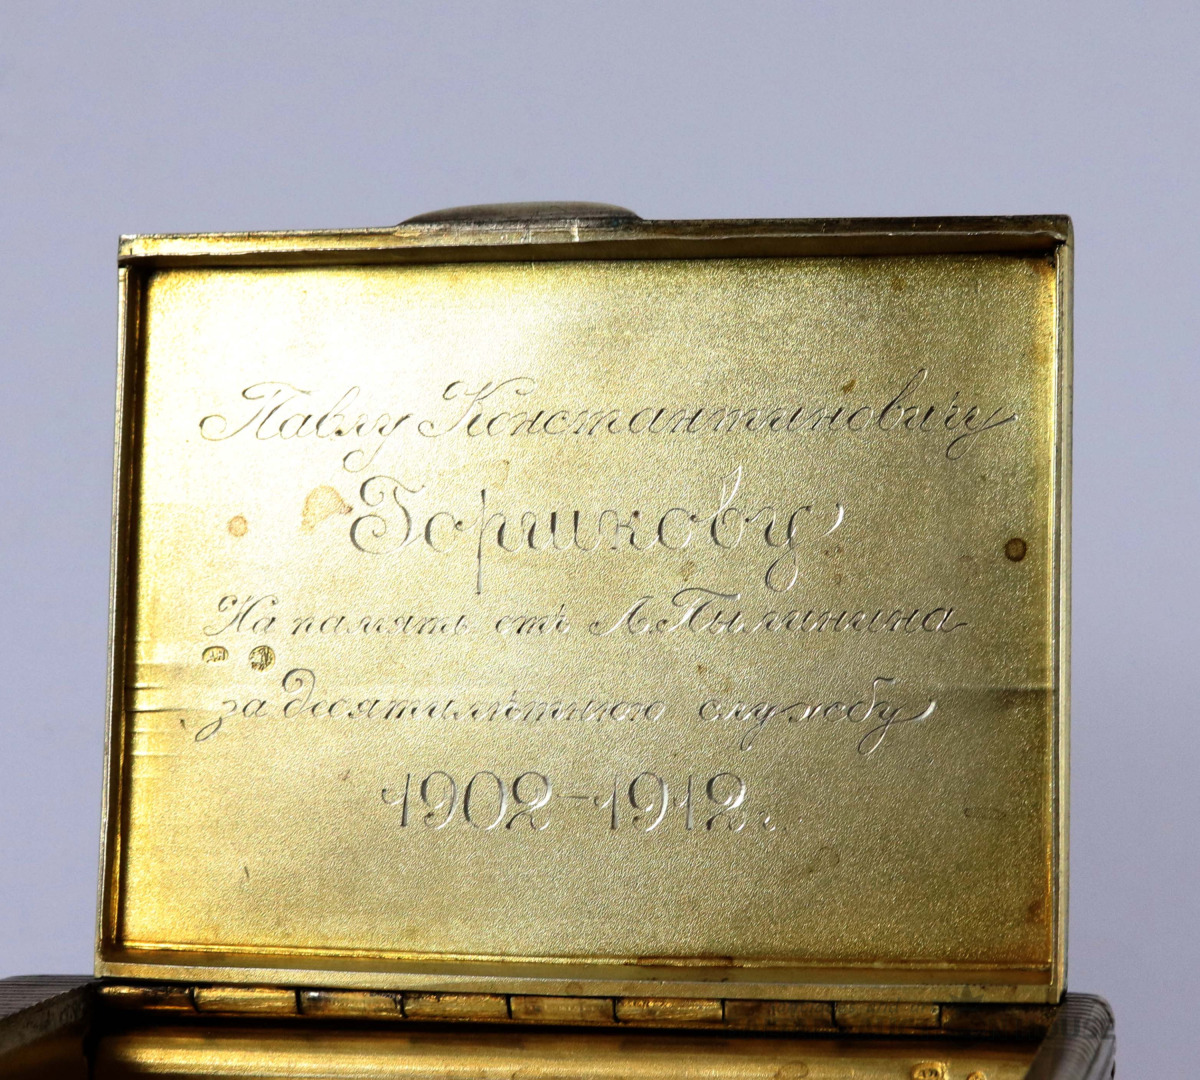 Павлу Константиновичу
Горшкову
На память отъ Л. Пылинина
за десятилѣтнюю службу
1902-1912 г.